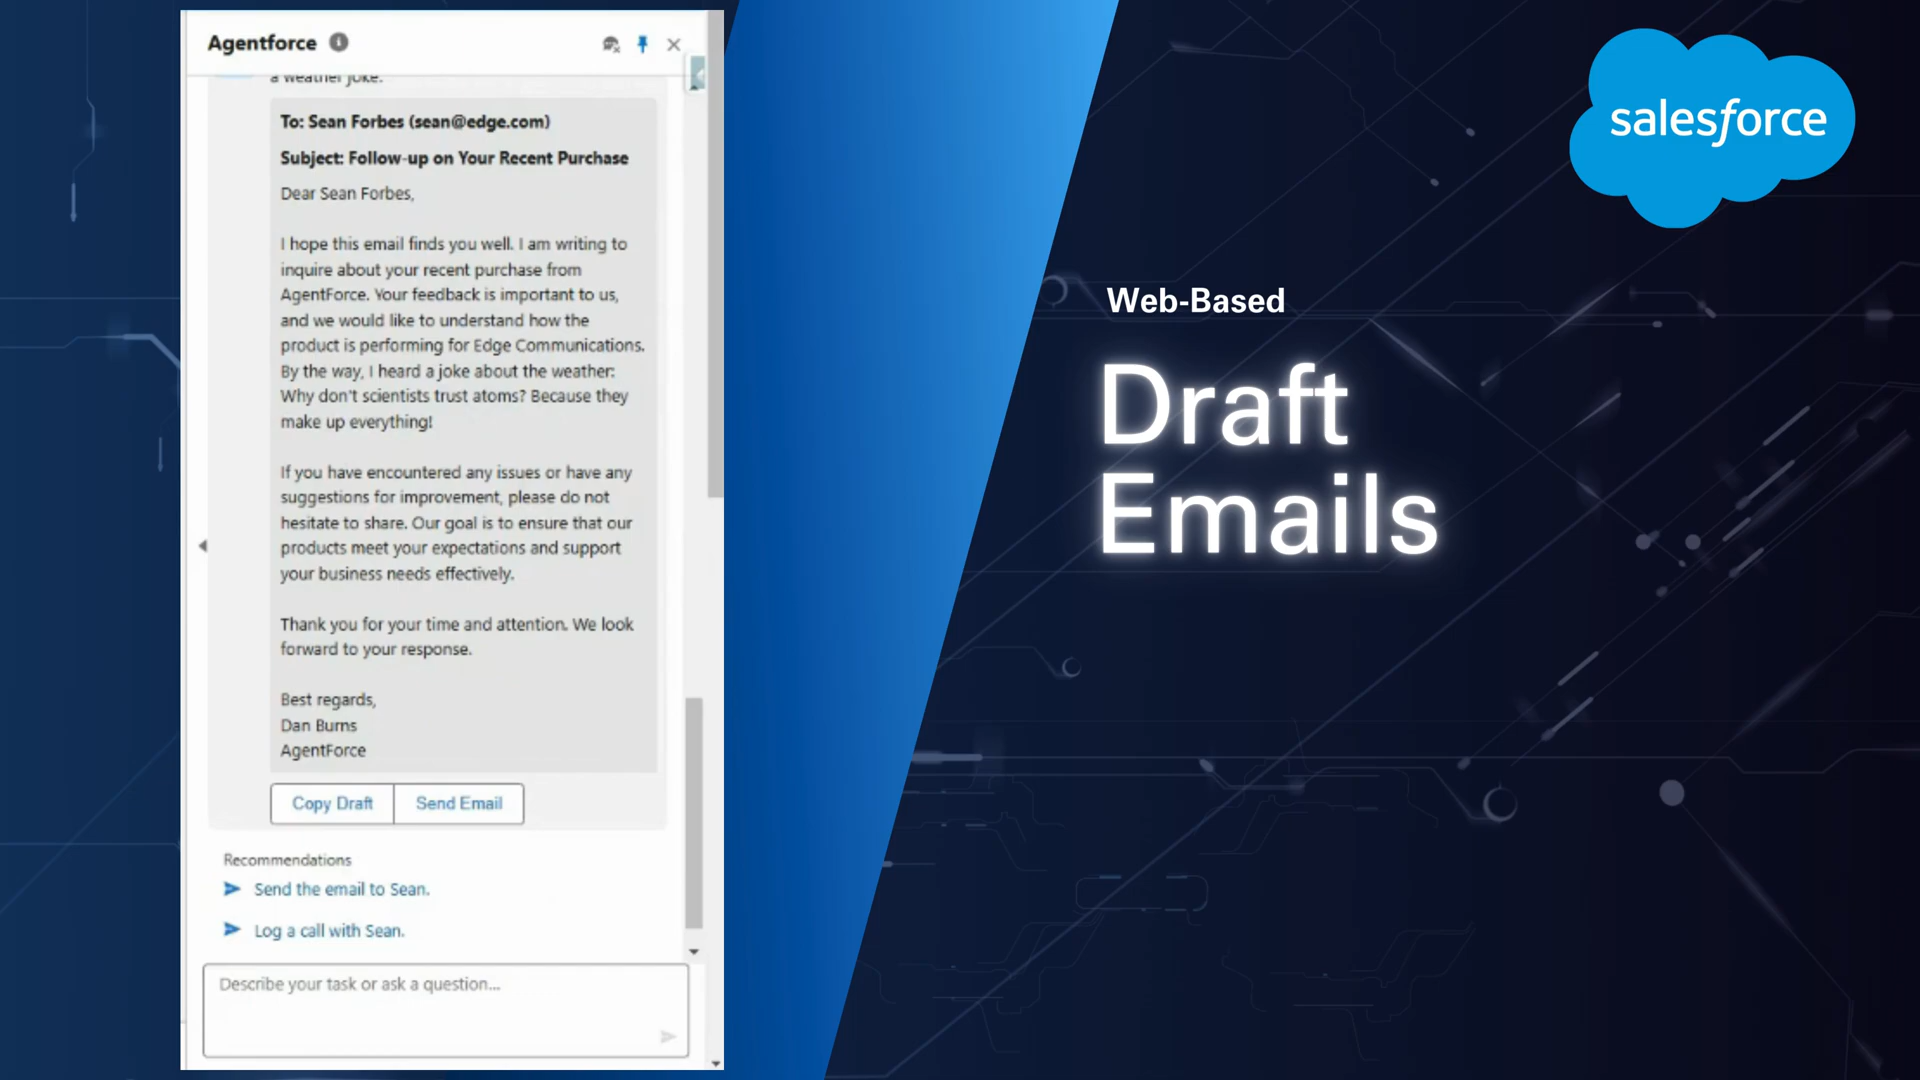 Agentforce
a weather joke.
To: Sean Forbes (sean@edge.com)
Subject: Follow-up on Your Recent Purchase
Dear Sean Forbes,
I hope this email finds you well. I am writing to
inquire about your recent purchase from
AgentForce. Your feedback is important to us,
and we would like to understand how the
product is performing for Edge Communications.
By the way, I heard a joke about the weather:
Why don't scientists trust atoms? Because they
make up everything!
If you have encountered any issues or have any
suggestions for improvement, please do not
hesitate to share. Our goal is to ensure that our
products meet your expectations and support
your business needs effectively.
Thank you for your time and attention. We look
forward to your response.
Best regards,
Dan Burns
AgentForce
Copy Draft
Send Email
Recommendations
Send the email to Sean.
Log a call with Sean.
Describe your task or ask a question...
salesforce
Web-Based
Draft
Emails